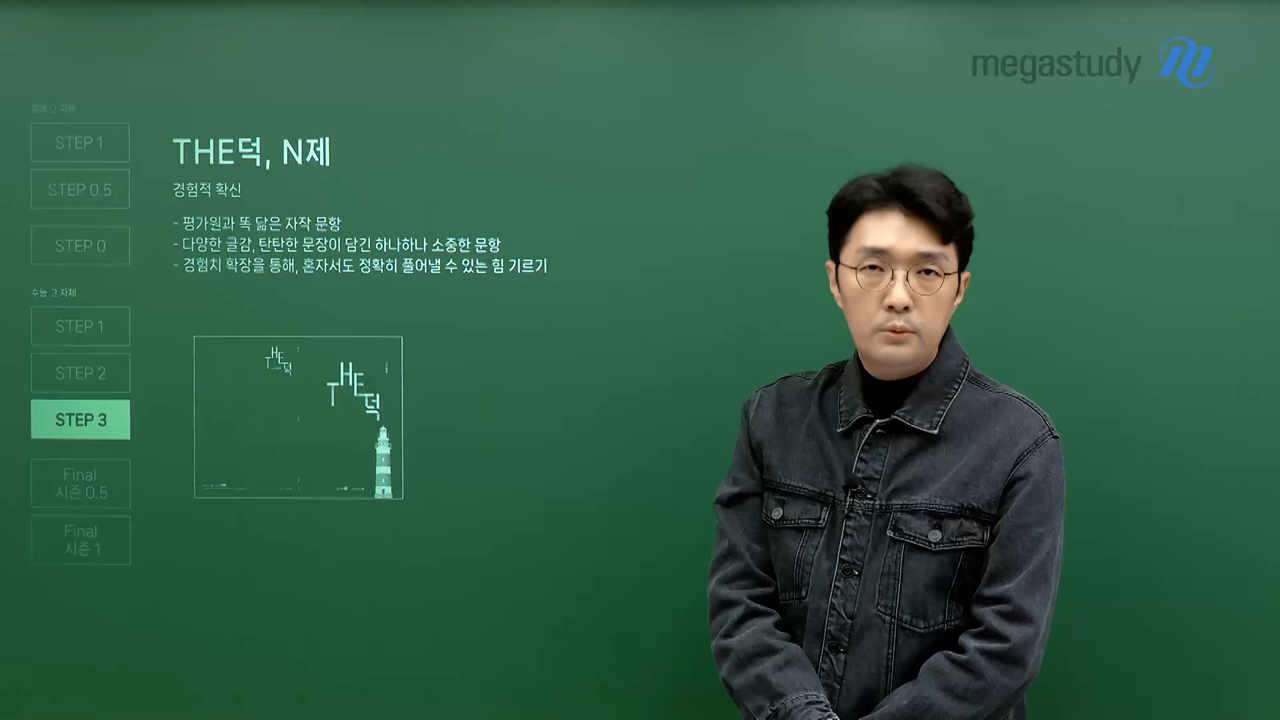 megastudy
STEP 1
STEP 0.5
STEP 0
수능 그 자체
STEP 1
STEP 2
STEP 3
Final
시즌 0.5
Final
시즌 1
THE덕, N제
경험적 확신
- 평가원과 똑 닮은 자작 문항
- 다양한 글감, 탄탄한 문장이 담긴 하나하나 소중한 문항
- 경험치 확장을 통해, 혼자서도 정확히 풀어낼 수 있는 힘 기르기
THE덕
THE덕